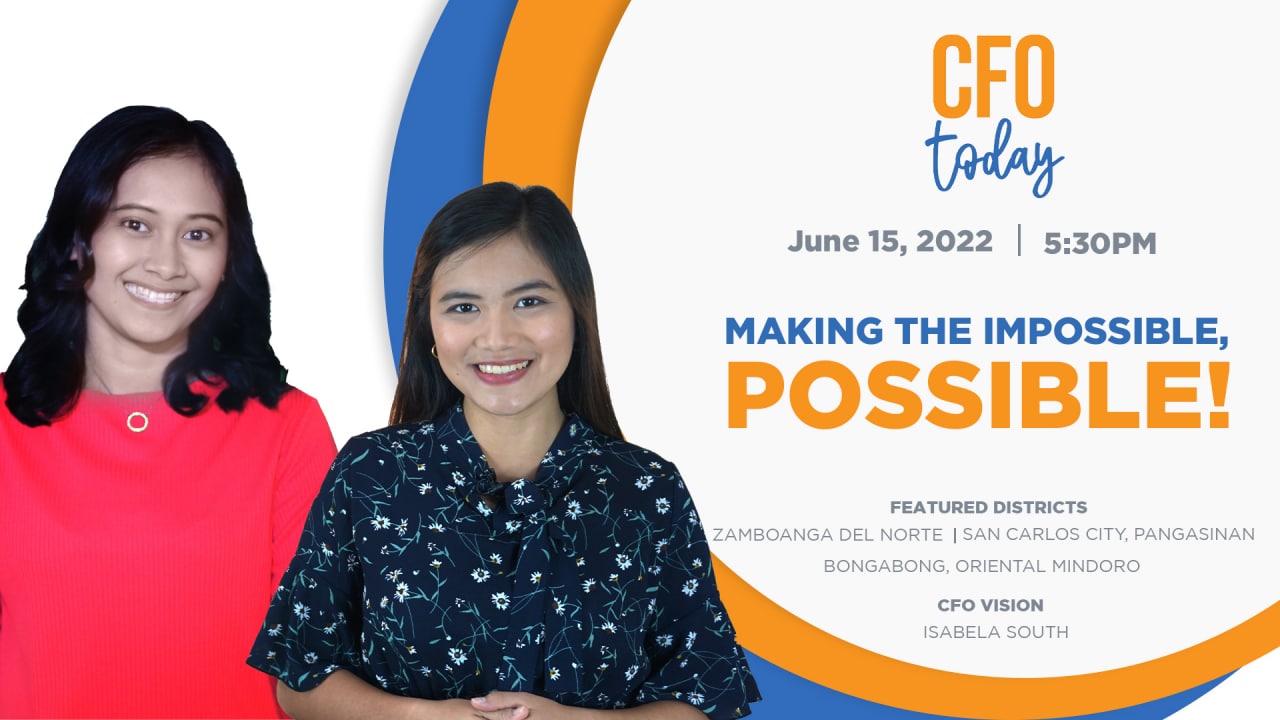 CFO
today
June 15, 2022 | 5:30PM
MAKING THE IMPOSSIBLE,
POSSIBLE!
FEATURED DISTRICTS
ZAMBOANGA DEL NORTE | SAN CARLOS CITY, PANGASINAN
BONGABONG, ORIENTAL MINDORO
CFO VISION
ISABELA SOUTH